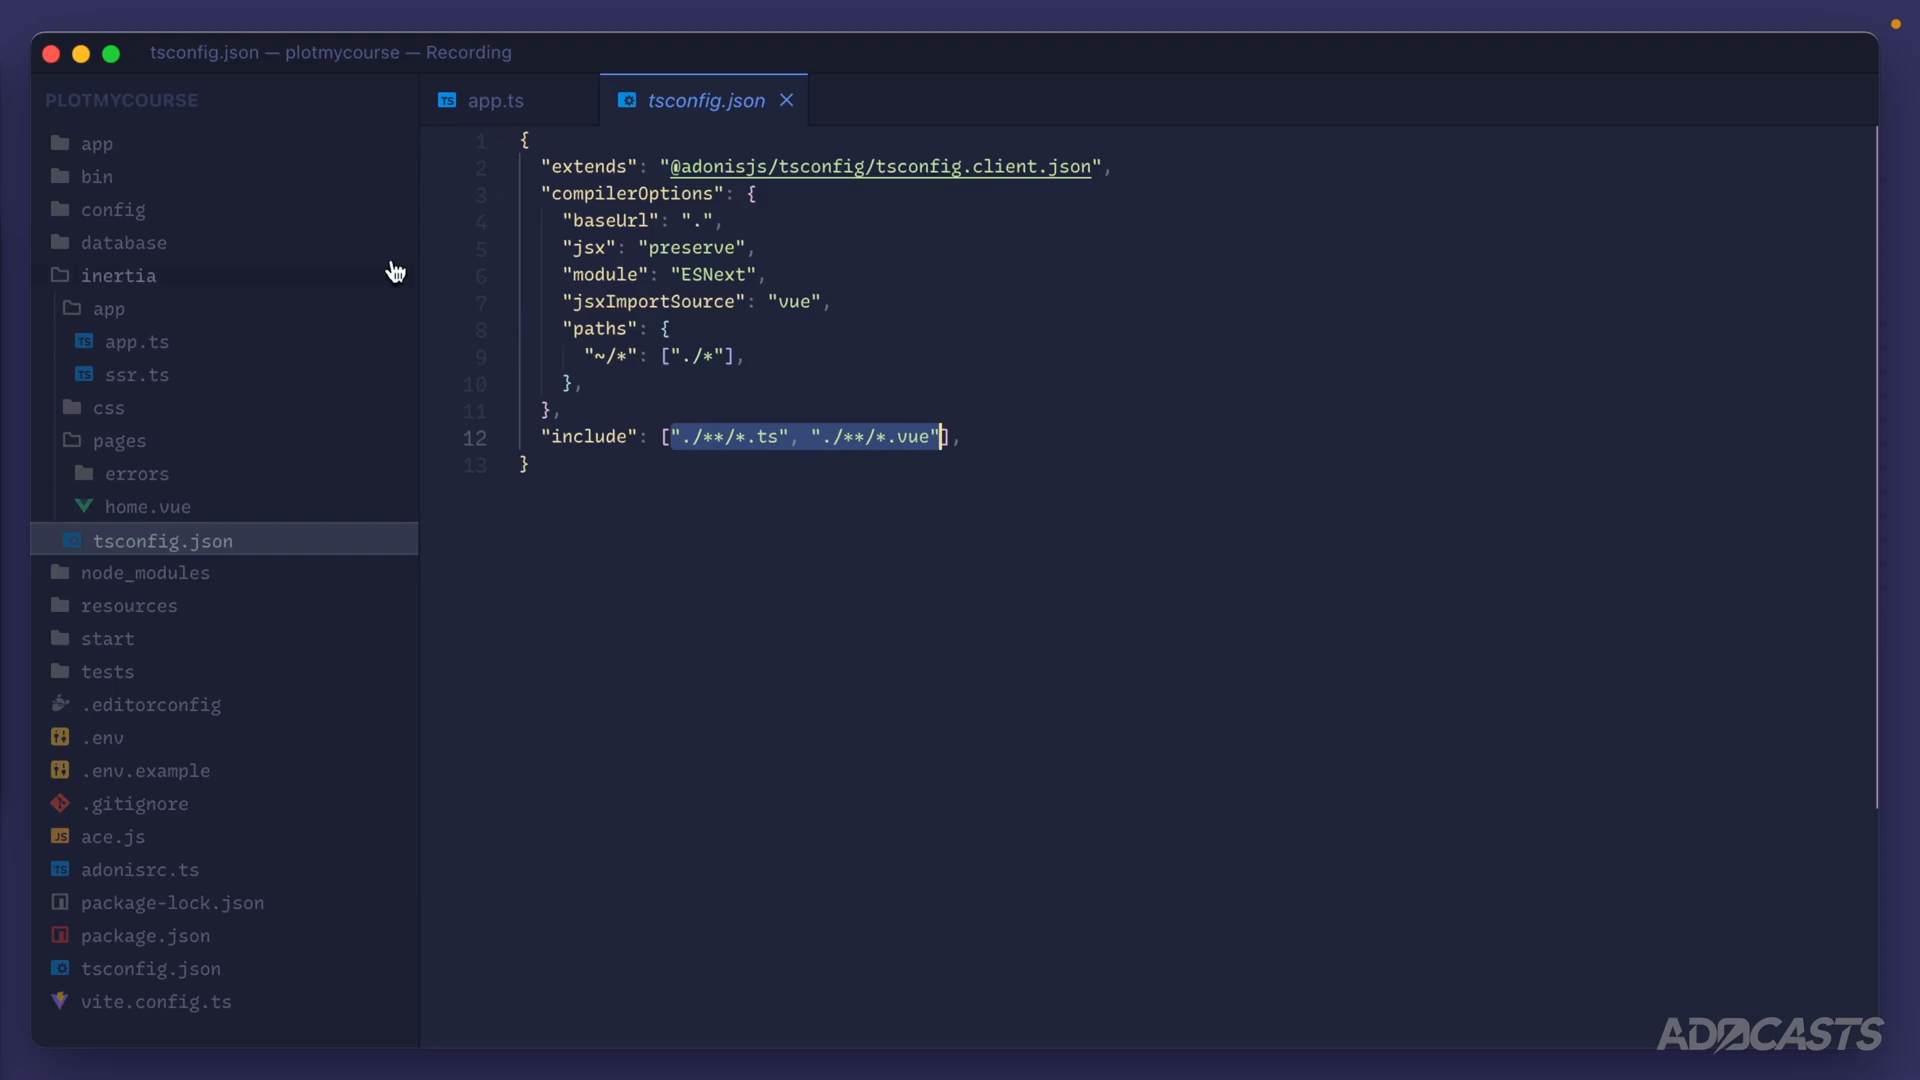 tsconfig.json — plotmycourse — Recording
PLOTMYCOURSE
app
bin
config
database
inertia
app
app.ts
ssr.ts
css
pages
errors
home.vue
tsconfig.json
node_modules
resources
start
tests
.editorconfig
.env
.env.example
.gitignore
ace.js
adonisrc.ts
package-lock.json
package.json
tsconfig.json
vite.config.ts
app.ts
tsconfig.json
1 {
2 "extends": "@adonisjs/tsconfig/tsconfig.client.json",
3 "compilerOptions": {
4 "baseUrl": ".",
5 "jsx": "preserve",
6 "module": "ESNext",
7 "jsxImportSource": "vue",
8 "paths": {
9 "~/*": ["./*"],
10 },
11 },
12 "include": ["./**/*.ts", "./**/*.vue"],
13 }
ADOCASTS